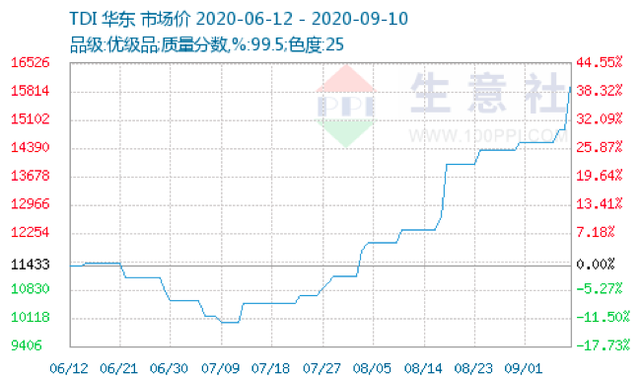 TDI 华东 市场价 2020-06-12 - 2020-09-10
品级:优级品;质量分数,%:99.5;色度:25
16526 44.55%
15814 38.32%
15102 32.09%
14390 25.87%
13678 19.64%
12966 13.41%
12254 7.18%
11433 0.00%
10830 -5.27%
10118 -11.50%
9406 -17.73%
PPI 生意社
WWW.100PPI.COM
06/12 06/21 06/30 07/09 07/18 07/27 08/05 08/14 08/23 09/01